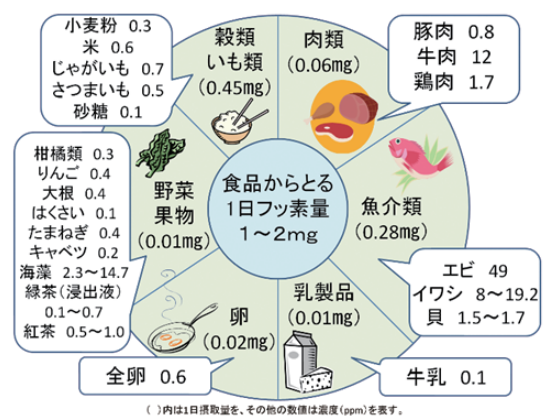 小麦粉 0.3
米 0.6
じゃがいも 0.7
さつまいも 0.5
砂糖 0.1
穀類
いも類
(0.45㎎)
肉類
(0.06㎎)
豚肉 0.8
牛肉 12
鶏肉 1.7
柑橘類 0.3
りんご 0.4
大根 0.4
はくさい 0.1
たまねぎ 0.4
キャベツ 0.2
海藻 2.3～14.7
緑茶(浸出液)
0.1～0.7
紅茶 0.5～1.0
野菜
果物
(0.01㎎)
食品からとる
1日フッ素量
1～2mg
魚介類
(0.28㎎)
エビ 49
イワシ 8～19.2
貝 1.5～1.7
卵
(0.02㎎)
乳製品
(0.01㎎)
全卵 0.6
牛乳 0.1
( )内は1日摂取量を、その他の数値は濃度(ppm)を表す。